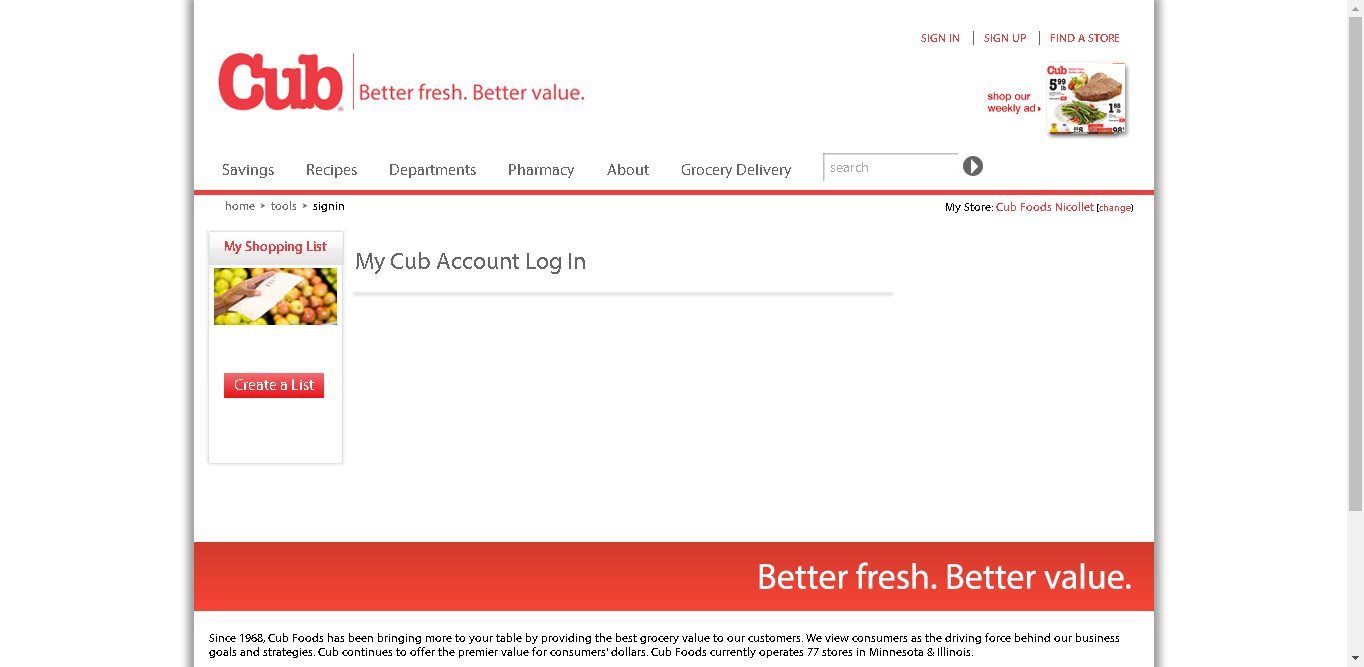 SIGN IN
SIGN UP
FIND A STORE
Cub
Better fresh. Better value.
shop our
weekly ad
Cub
5.99
lb
1.88
lb
Savings
Recipes
Departments
Pharmacy
About
Grocery Delivery
search
home
tools
signin
My Store: Cub Foods Nicollet [change]
My Shopping List
My Cub Account Log In
Create a List
Better fresh. Better value.
Since 1968, Cub Foods has been bringing more to your table by providing the best grocery value to our customers. We view consumers as the driving force behind our business
goals and strategies. Cub continues to offer the premier value for consumers' dollars. Cub Foods currently operates 77 stores in Minnesota & Illinois.